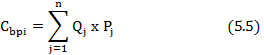 C_bpi = ∑_{j=1}^{n} Q_j x P_j (5.5)